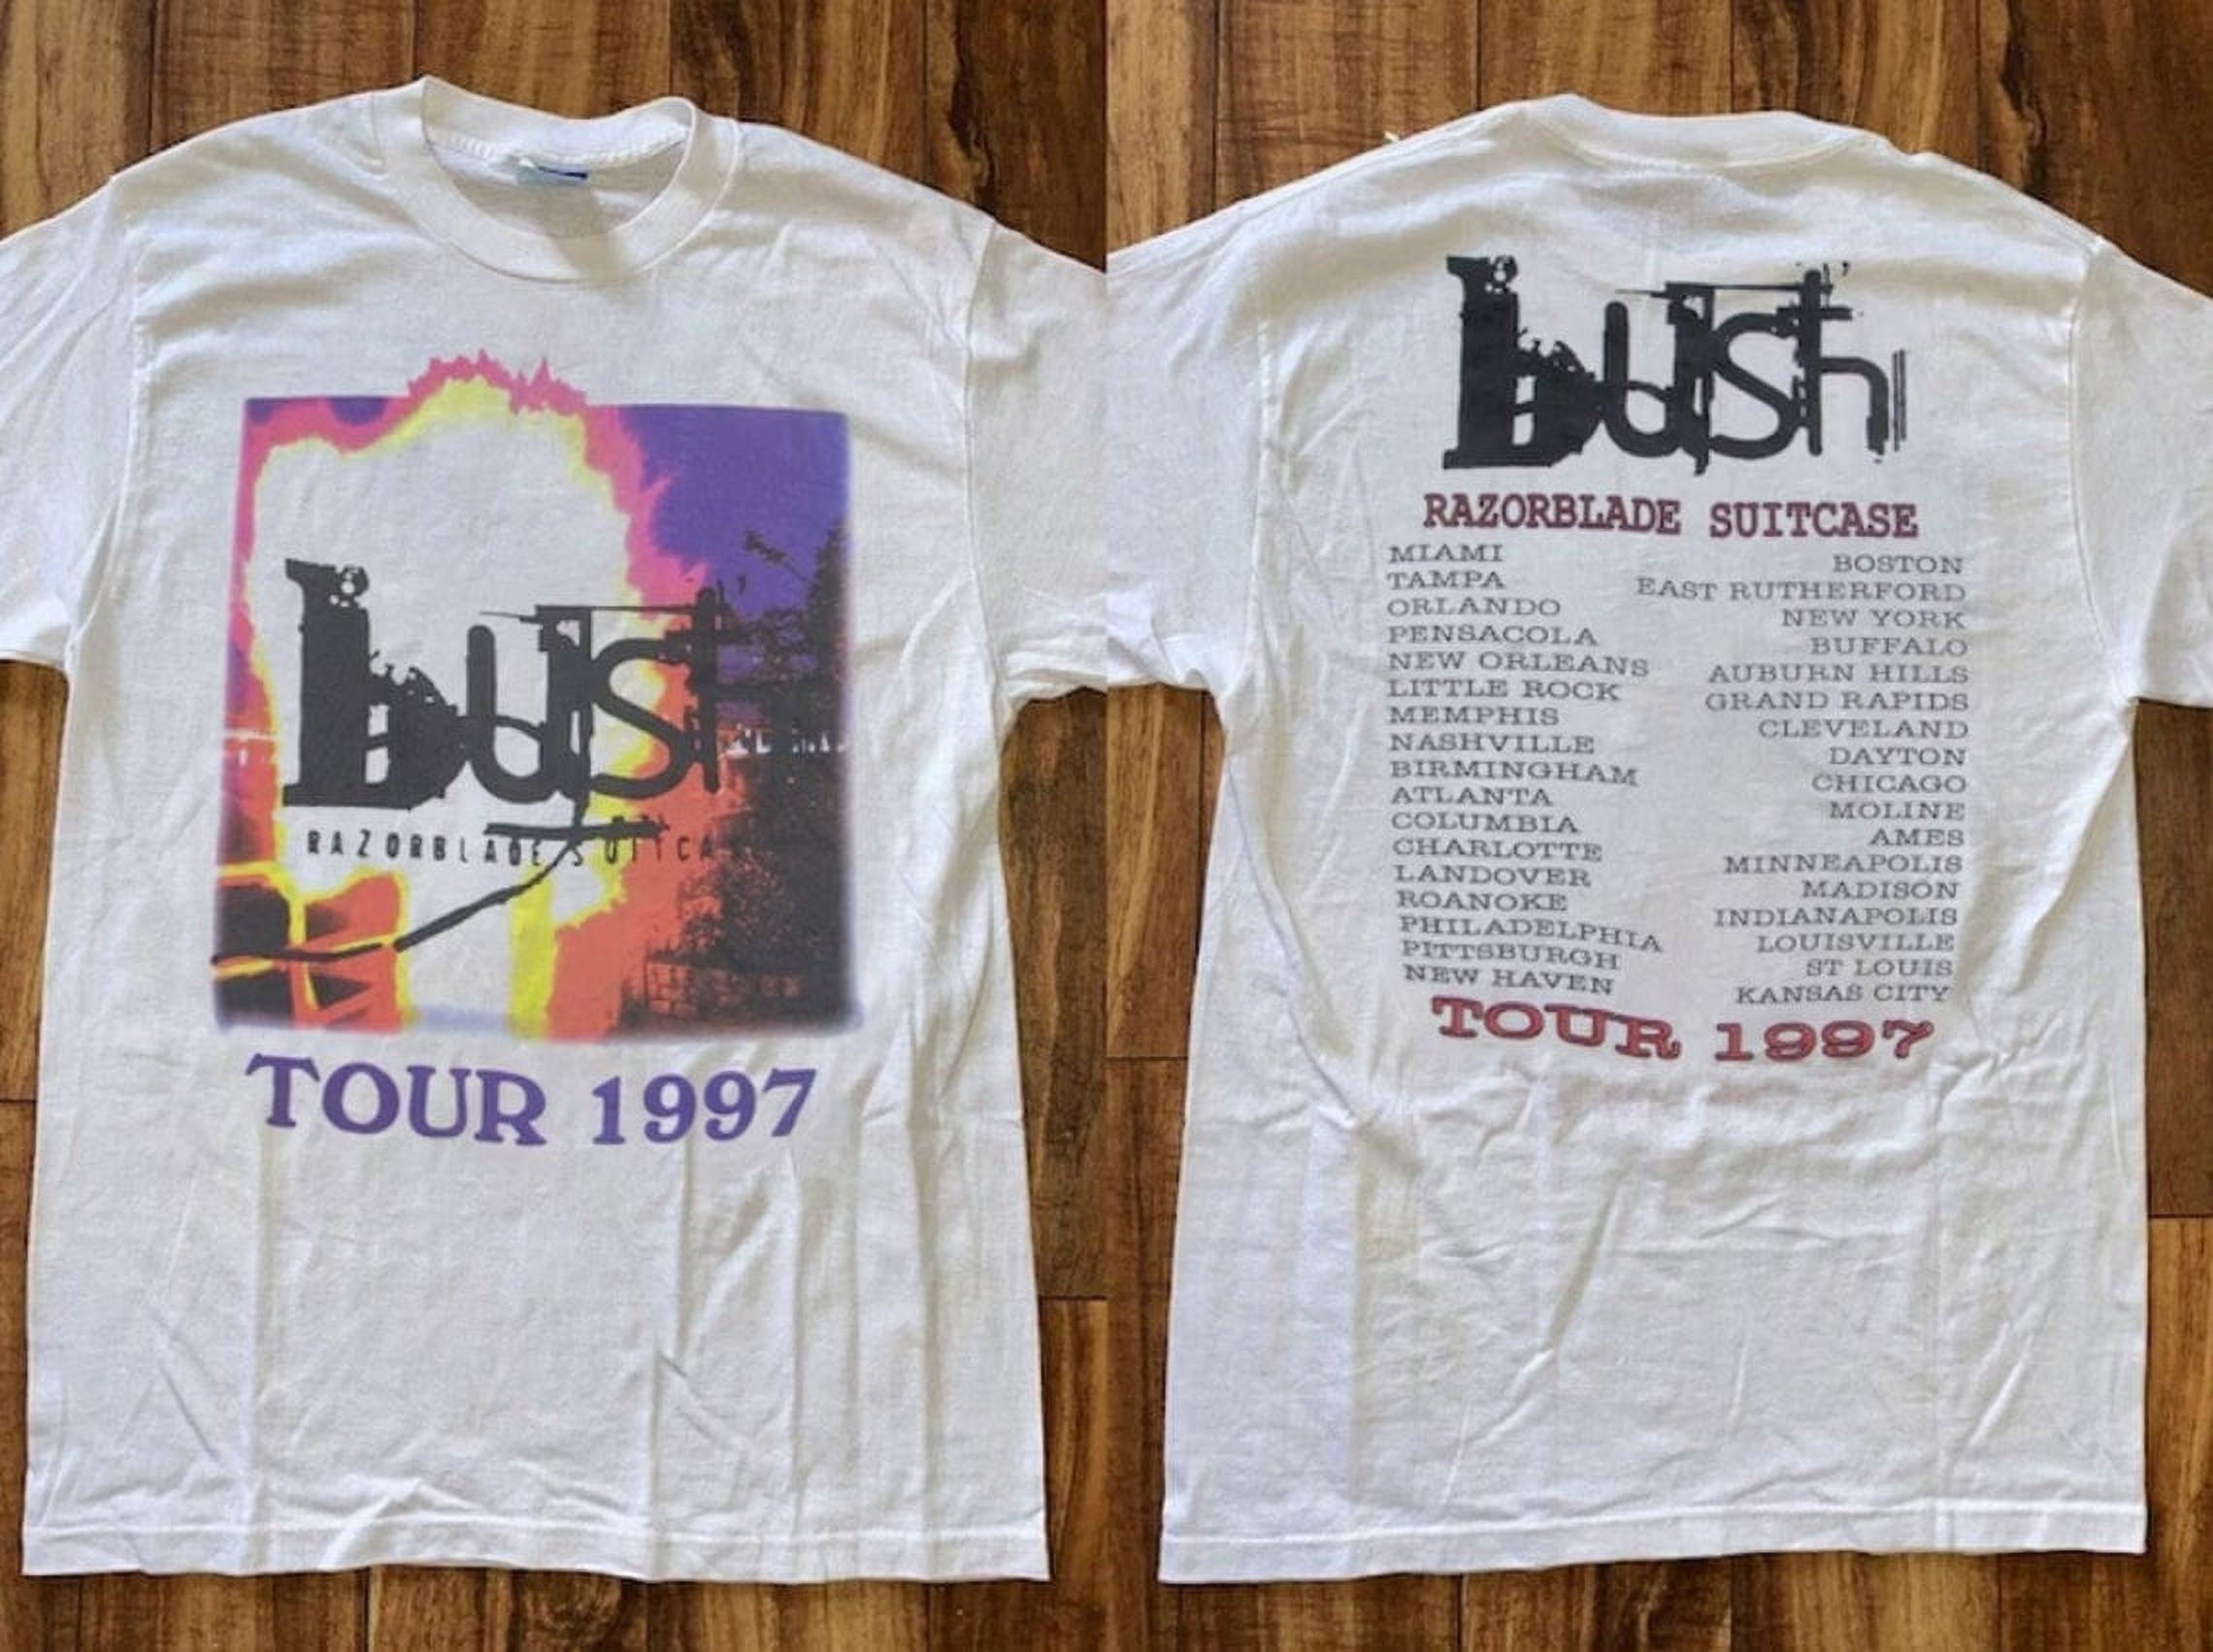 bush
RAZORBLADE SUITCA
TOUR 1997
bush
RAZORBLADE SUITCASE
MIAMI
TAMPA
ORLANDO
PENSACOLA
NEW ORLEANS
LITTLE ROCK
MEMPHIS
NASHVILLE
BIRMINGHAM
ATLANTA
COLUMBIA
CHARLOTTE
LANDOVER
ROANOKE
PHILADELPHIA
PITTSBURGH
NEW HAVEN
BOSTON
EAST RUTHERFORD
NEW YORK
BUFFALO
AUBURN HILLS
GRAND RAPIDS
CLEVELAND
DAYTON
CHICAGO
MOLINE
AMES
MINNEAPOLIS
MADISON
INDIANAPOLIS
LOUISVILLE
ST LOUIS
KANSAS CITY
TOUR 1997